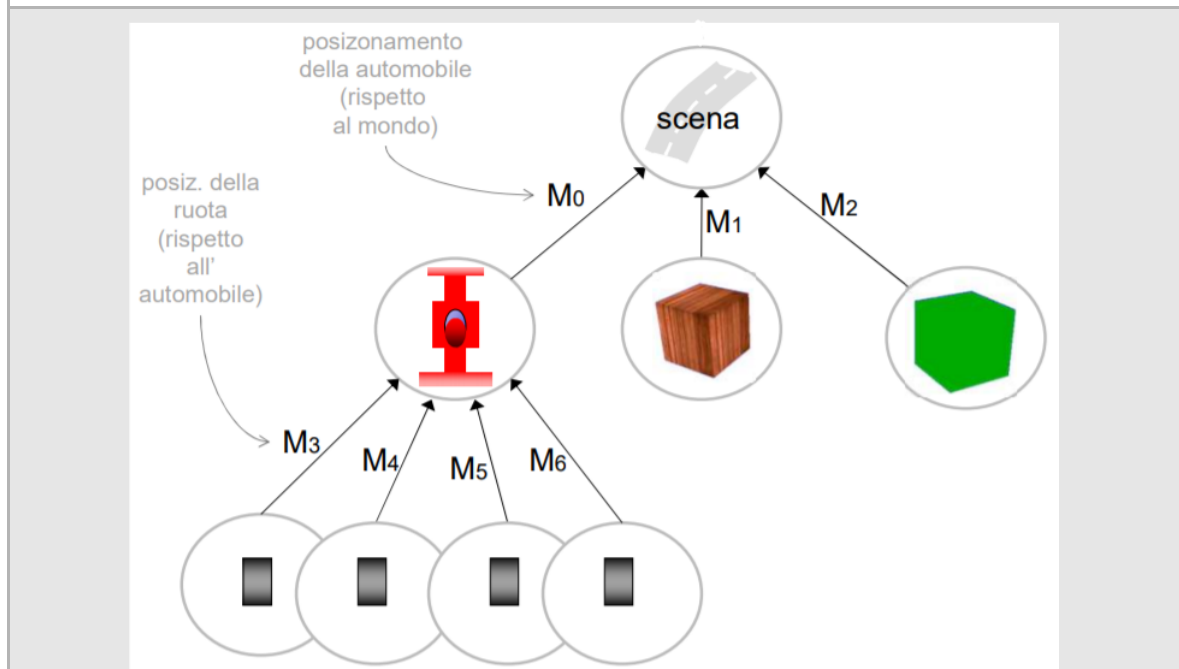 posizonamento
della automobile
(rispetto
al mondo)
scena
posiz. della
ruota
(rispetto
all'
automobile)
M0
M1
M2
M3
M4
M5
M6